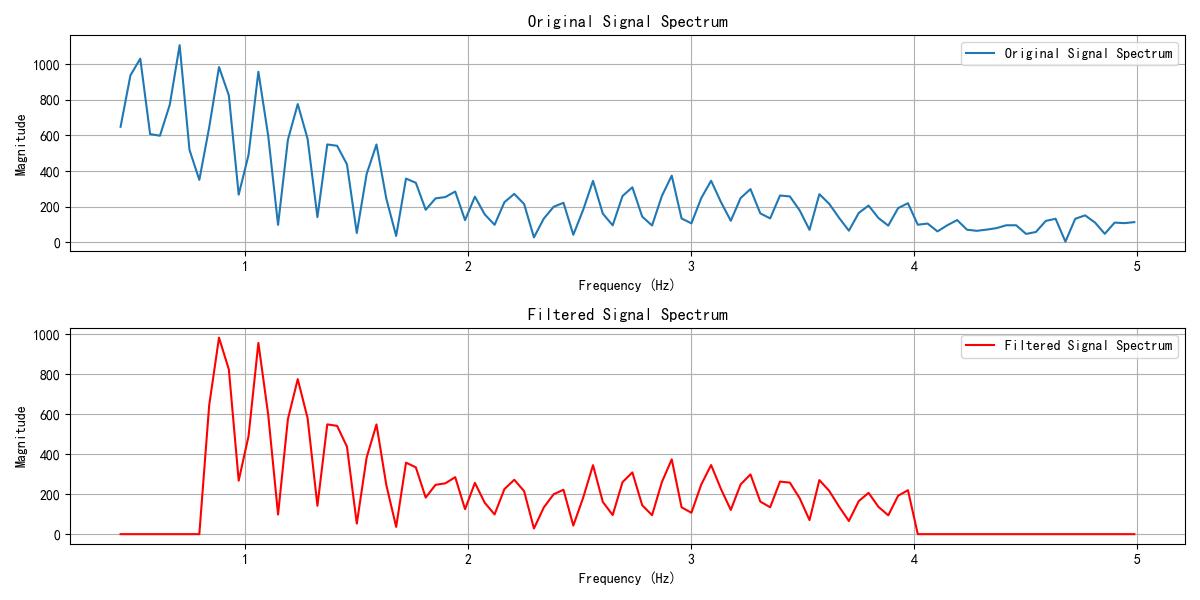 Original Signal Spectrum
Original Signal Spectrum
Magnitude
1000
800
600
400
200
0
1
2
3
4
5
Frequency (Hz)
Filtered Signal Spectrum
Filtered Signal Spectrum
Magnitude
1000
800
600
400
200
0
1
2
3
4
5
Frequency (Hz)